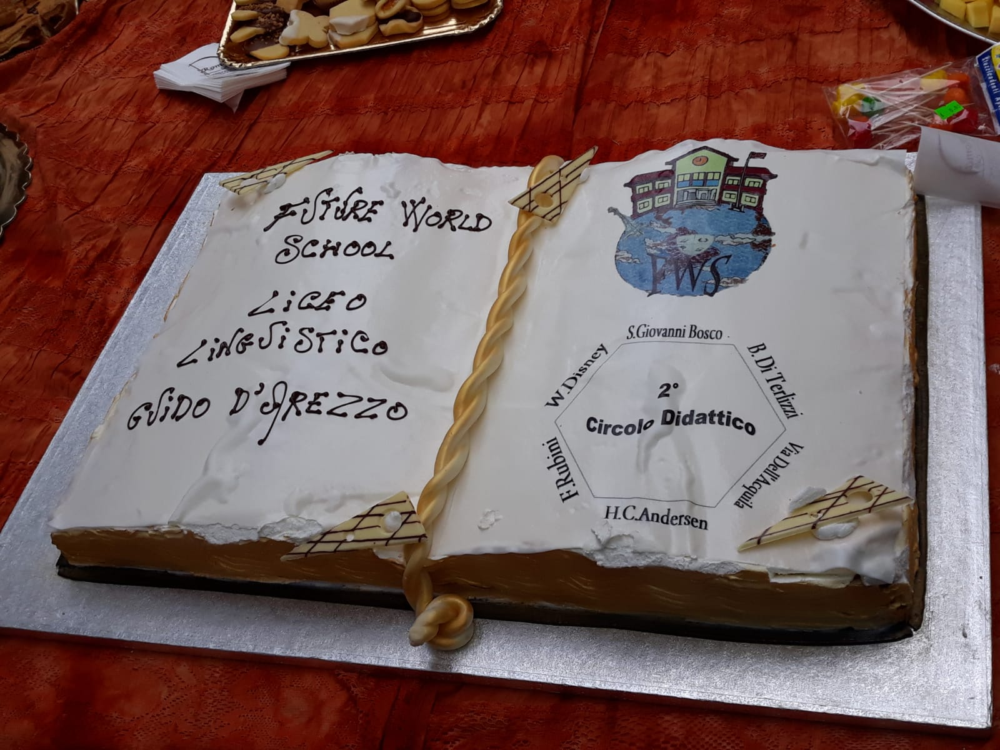 FUTURE WORLD
SCHOOL
LiCEO
LiNGUiSTiCO
GUiDO D'AREZZO
FWS
S.Giovanni Bosco
W.Disney
B. Di Terlizzi
2°
Circolo Didattico
F.Rubini
Via Dell'Acquila
H.C.Andersen
Stuzzicadenti